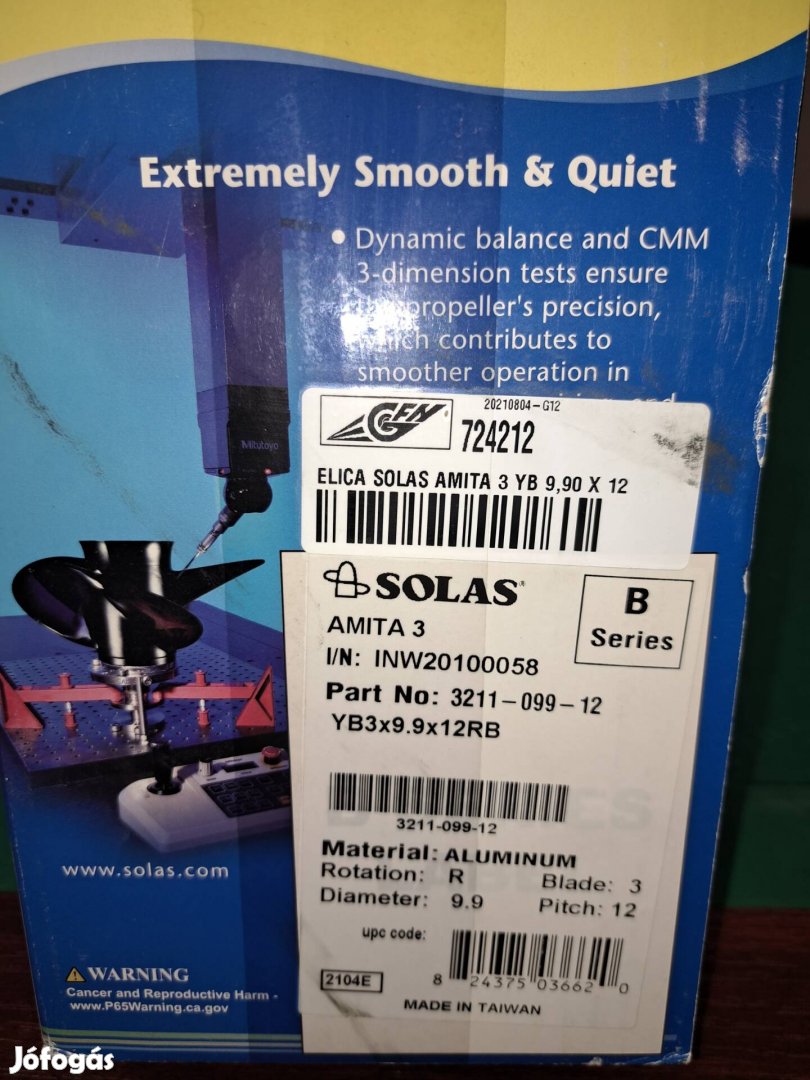 Extremely Smooth & Quiet
• Dynamic balance and CMM
3-dimension tests ensure
propeller's precision,
which contributes to
smoother operation in
Mitutoyo
GFN
20210804-G12
724212
ELICA SOLAS AMITA 3 YB 9,90 X 12
SOLAS
B
Series
AMITA 3
I/N: INW20100058
Part No: 3211-099-12
YB3x9.9x12RB
3211-099-12
Material: ALUMINUM
Rotation: R Blade: 3
Diameter: 9.9 Pitch: 12
upc code:
8 24375 03662 0
2104E
MADE IN TAIWAN
www.solas.com
WARNING
Cancer and Reproductive Harm -
www.P65Warning.ca.gov
Jófogás